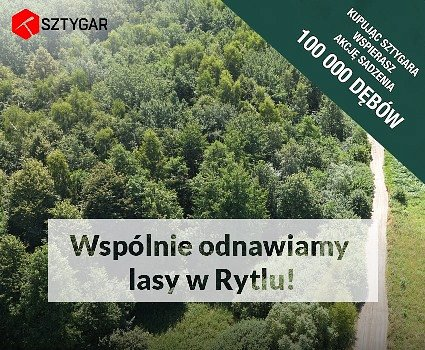 SZTYGAR
KUPUJĄC SZTYGARA
WSPIERASZ
AKCJĘ SADZENIA
100 000 DĘBÓW
Wspólnie odnawiamy
lasy w Rytlu!